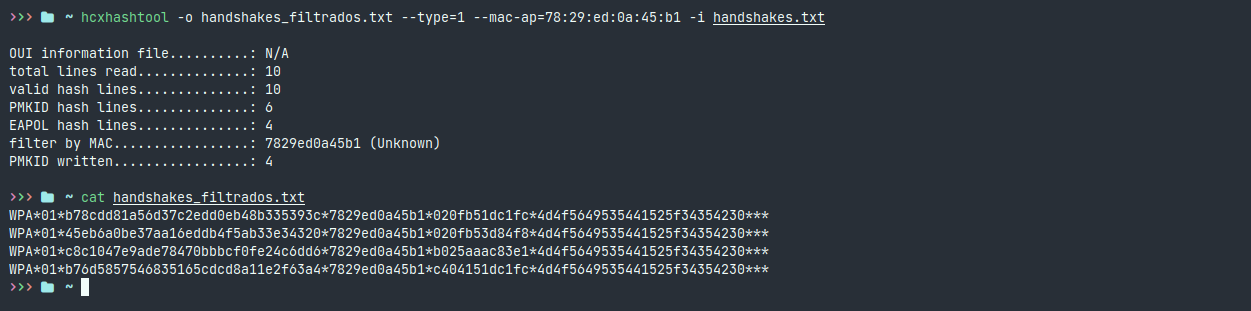 >>> ~ hcxhashtool -o handshakes_filtrados.txt --type=1 --mac-ap=78:29:ed:0a:45:b1 -i handshakes.txt
OUI information file..........: N/A
total lines read..............: 10
valid hash lines..............: 10
PMKID hash lines..............: 6
EAPOL hash lines..............: 4
filter by MAC.................: 7829ed0a45b1 (Unknown)
PMKID written.................: 4
>>> ~ cat handshakes_filtrados.txt
WPA*01*b78cdd81a56d37c2edd0eb48b335393c*7829ed0a45b1*020fb51dc1fc*4d4f5649535441525f34354230***
WPA*01*45eb6a0be37aa16eddb4f5ab33e34320*7829ed0a45b1*020fb53d84f8*4d4f5649535441525f34354230***
WPA*01*c8c1047e9ade78470bbbcf0fe24c6dd6*7829ed0a45b1*b025aaac83e1*4d4f5649535441525f34354230***
WPA*01*b76d5857546835165cdcd8a11e2f63a4*7829ed0a45b1*c404151dc1fc*4d4f5649535441525f34354230***
>>> ~